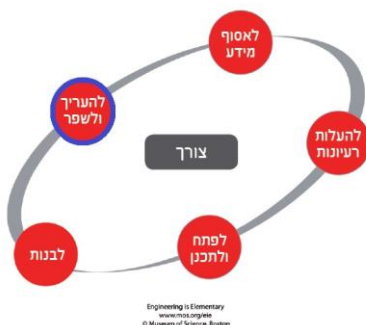 לאסוף
מידע
להעלות
רעיונות
לפתח
ולתכנן
לבנות
להעריך
ולשפר
צורך
Engineering is Elementary
www.mos.org/eie
© Museum of Science, Boston